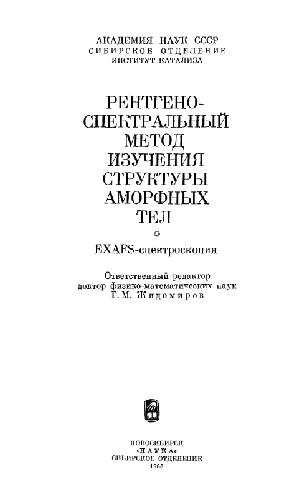 АКАДЕМИЯ НАУК СССР
СИБИРСКОЕ ОТДЕЛЕНИЕ
ИНСТИТУТ КАТАЛИЗА
РЕНТГЕНО-
СПЕКТРАЛЬНЫЙ
МЕТОД
ИЗУЧЕНИЯ
СТРУКТУРЫ
АМОРФНЫХ
ТЕЛ
EXAFS-спектроскопия
Ответственный редактор
доктор физико-математических наук
Г. М. Жидомиров
НОВОСИБИРСК
«НАУКА»
СИБИРСКОЕ ОТДЕЛЕНИЕ